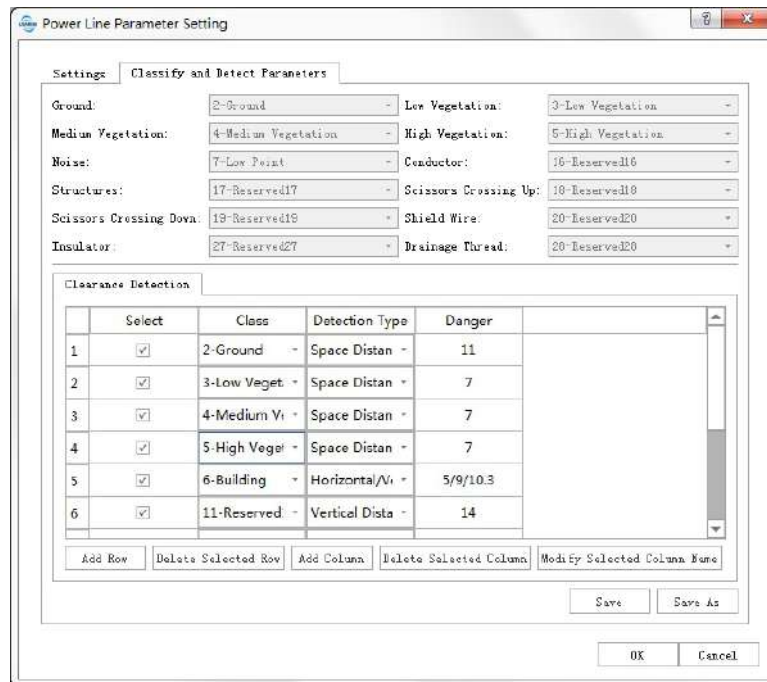 Power Line Parameter Setting
Settings Classify and Detect Parameters
Ground: 2-Ground Low Vegetation: 3-Low Vegetation
Medium Vegetation: 4-Medium Vegetation High Vegetation: 5-High Vegetation
Noise: 7-Low Point Conductor: 16-Reserved16
Structures: 17-Reserved17 Scissors Crossing Up: 18-Reserved18
Scissors Crossing Down: 19-Reserved19 Shield Wire: 20-Reserved20
Insulator: 27-Reserved27 Drainage Thread: 28-Reserved28
Clearance Detection
Select Class Detection Type Danger
1 2-Ground Space Distan 11
2 3-Low Veget. Space Distan 7
3 4-Medium Ve Space Distan 7
4 5-High Veget Space Distan 7
5 6-Building Horizontal/Ve 5/9/10.3
6 11-Reserved Vertical Dista 14
Add Row Delete Selected Row Add Column Delete Selected Column Modify Selected Column Name
Save Save As
OK Cancel